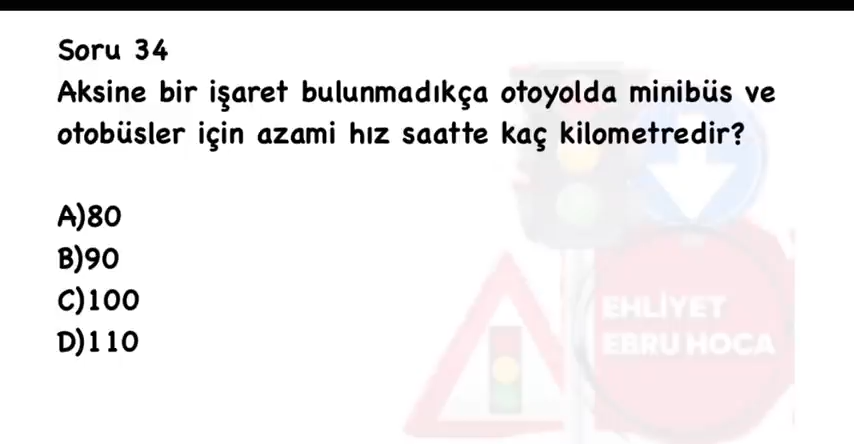 Soru 34
Aksine bir işaret bulunmadıkça otoyolda minibüs ve
otobüsler için azami hız saatte kaç kilometredir?
A)80
B)90
C)100
D)110
EHLİYET
EBRU HOCA